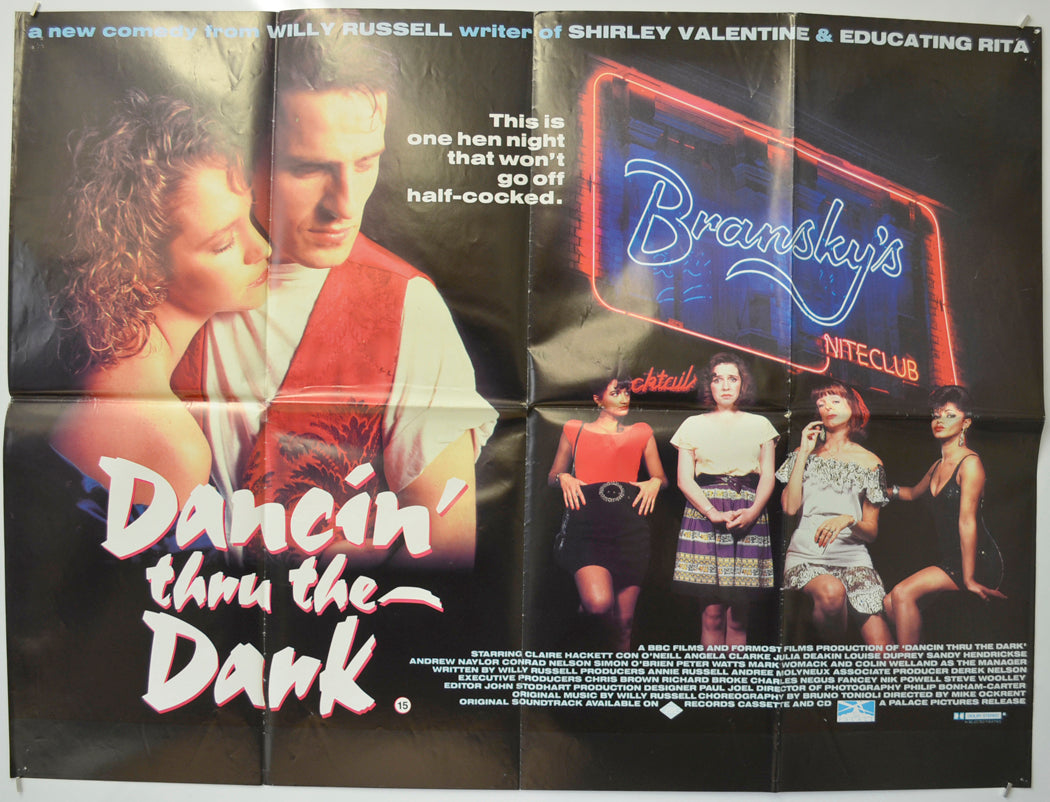 a new comedy from WILLY RUSSELL writer of SHIRLEY VALENTINE & EDUCATING RITA
This is
one hen night
that won't
go off
half-cocked.
Bransky's
NITECLUB
cktails
Dancin'
thru the
Dark
15
A BBC FILMS AND FORMOST FILMS PRODUCTION OF 'DANCIN THRU THE DARK'
STARRING CLAIRE HACKETT CON O'NEILL ANGELA CLARKE JULIA DEAKIN LOUISE DUPREY SANDY HENDRICKSE
ANDREW NAYLOR CONRAD NELSON SIMON O'BRIEN PETER WATTS MARK WOMACK AND COLIN WELLAND AS THE MANAGER
WRITTEN BY WILLY RUSSELL PRODUCERS ANNIE RUSSELL ANDREE MOLYNEUX ASSOCIATE PRODUCER DEREK NELSON
EXECUTIVE PRODUCERS CHRIS BROWN RICHARD BROKE CHARLES NEGUS FANCEY NIK POWELL STEVE WOOLLEY
EDITOR JOHN STOTHART PRODUCTION DESIGNER PAUL JOEL DIRECTOR OF PHOTOGRAPHY PHILIP BONHAM-CARTER
ORIGINAL MUSIC BY WILLY RUSSELL CHOREOGRAPHY BY BRUNO TONIOLI DIRECTED BY MIKE OCKRENT
ORIGINAL SOUNDTRACK AVAILABLE ON RECORDS CASSETTE AND CD A PALACE PICTURES RELEASE
DOLBY STEREO